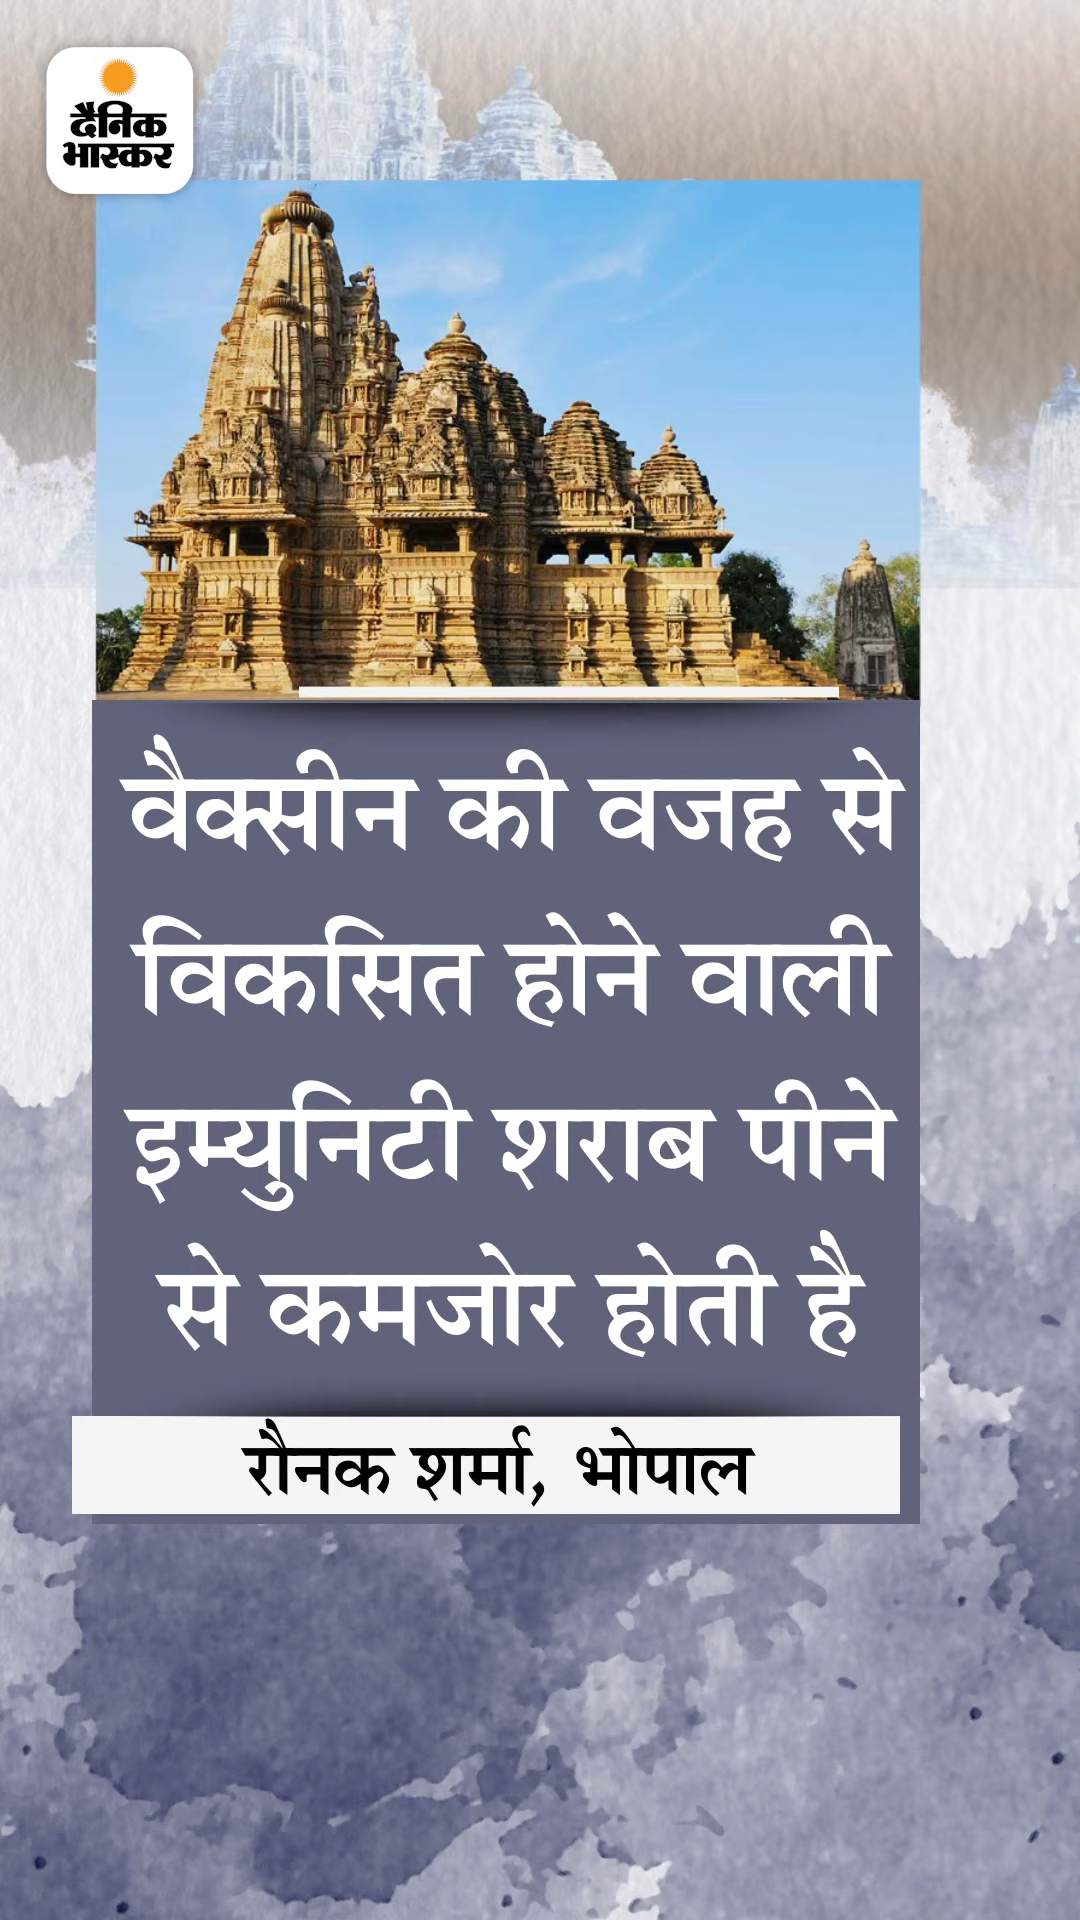 दैनिक
भास्कर
वैक्सीन की वजह से
विकसित होने वाली
इम्युनिटी शराब पीने
से कमजोर होती है
रौनक शर्मा, भोपाल